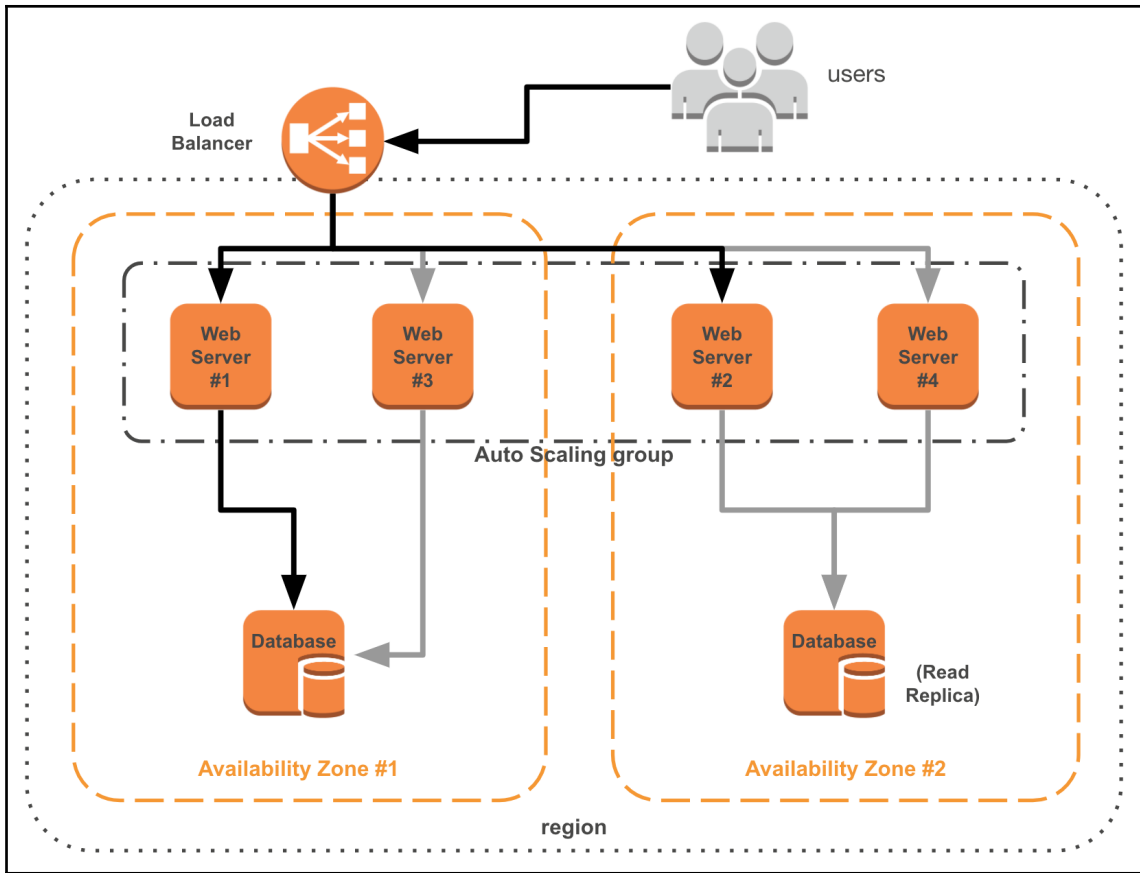 users
Load
Balancer
Web
Server
#1
Web
Server
#3
Web
Server
#2
Web
Server
#4
Auto Scaling group
Database
Database
(Read
Replica)
Availability Zone #1
Availability Zone #2
region